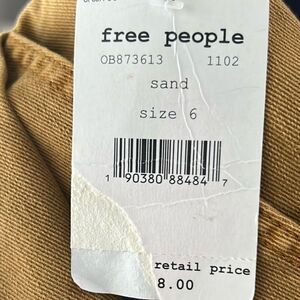 free people
OB873613 1102
sand
size 6
1 90380 88484 7
retail price
8.00